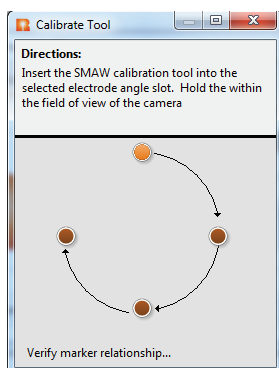 Calibrate Tool
Directions:
Insert the SMAW calibration tool into the
selected electrode angle slot.  Hold the within
the field of view of the camera
Verify marker relationship...